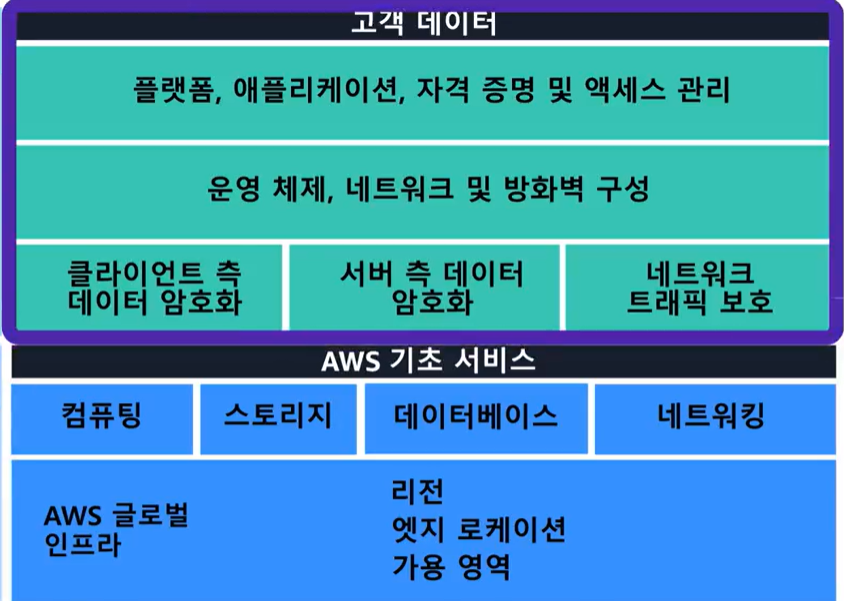 고객 데이터
플랫폼, 애플리케이션, 자격 증명 및 액세스 관리
운영 체제, 네트워크 및 방화벽 구성
클라이언트 측
데이터 암호화
서버 측 데이터
암호화
네트워크
트래픽 보호
AWS 기초 서비스
컴퓨팅
스토리지
데이터베이스
네트워킹
AWS 글로벌
인프라
리전
엣지 로케이션
가용 영역